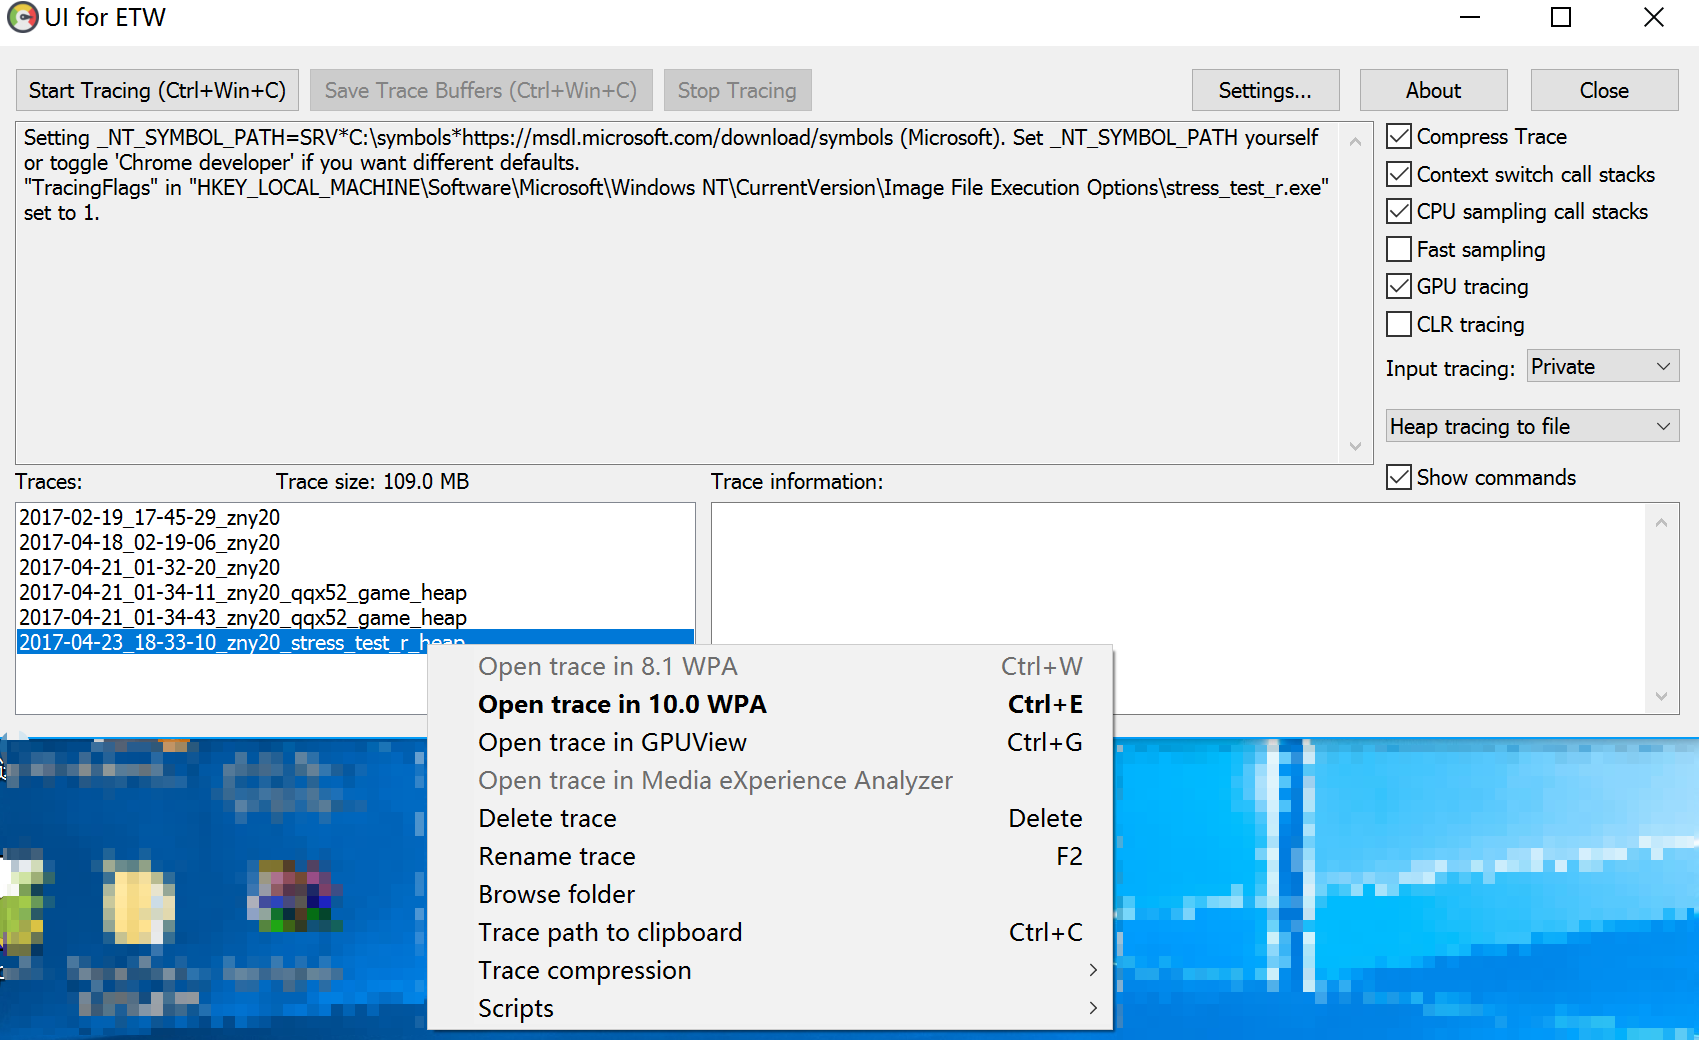 UI for ETW
Start Tracing (Ctrl+Win+C)
Save Trace Buffers (Ctrl+Win+C)
Stop Tracing
Settings...
About
Close
Setting _NT_SYMBOL_PATH=SRV*C:\symbols*https://msdl.microsoft.com/download/symbols (Microsoft). Set _NT_SYMBOL_PATH yourself
or toggle 'Chrome developer' if you want different defaults.
"TracingFlags" in "HKEY_LOCAL_MACHINE\Software\Microsoft\Windows NT\CurrentVersion\Image File Execution Options\stress_test_r.exe"
set to 1.
Compress Trace
Context switch call stacks
CPU sampling call stacks
Fast sampling
GPU tracing
CLR tracing
Input tracing: Private
Heap tracing to file
Show commands
Traces:
Trace size: 109.0 MB
Trace information:
2017-02-19_17-45-29_zny20
2017-04-18_02-19-06_zny20
2017-04-21_01-32-20_zny20
2017-04-21_01-34-11_zny20_qqx52_game_heap
2017-04-21_01-34-43_zny20_qqx52_game_heap
2017-04-23_18-33-10_zny20_stress_test_r_heap
Open trace in 8.1 WPA Ctrl+W
Open trace in 10.0 WPA Ctrl+E
Open trace in GPUView Ctrl+G
Open trace in Media eXperience Analyzer
Delete trace Delete
Rename trace F2
Browse folder
Trace path to clipboard Ctrl+C
Trace compression
Scripts